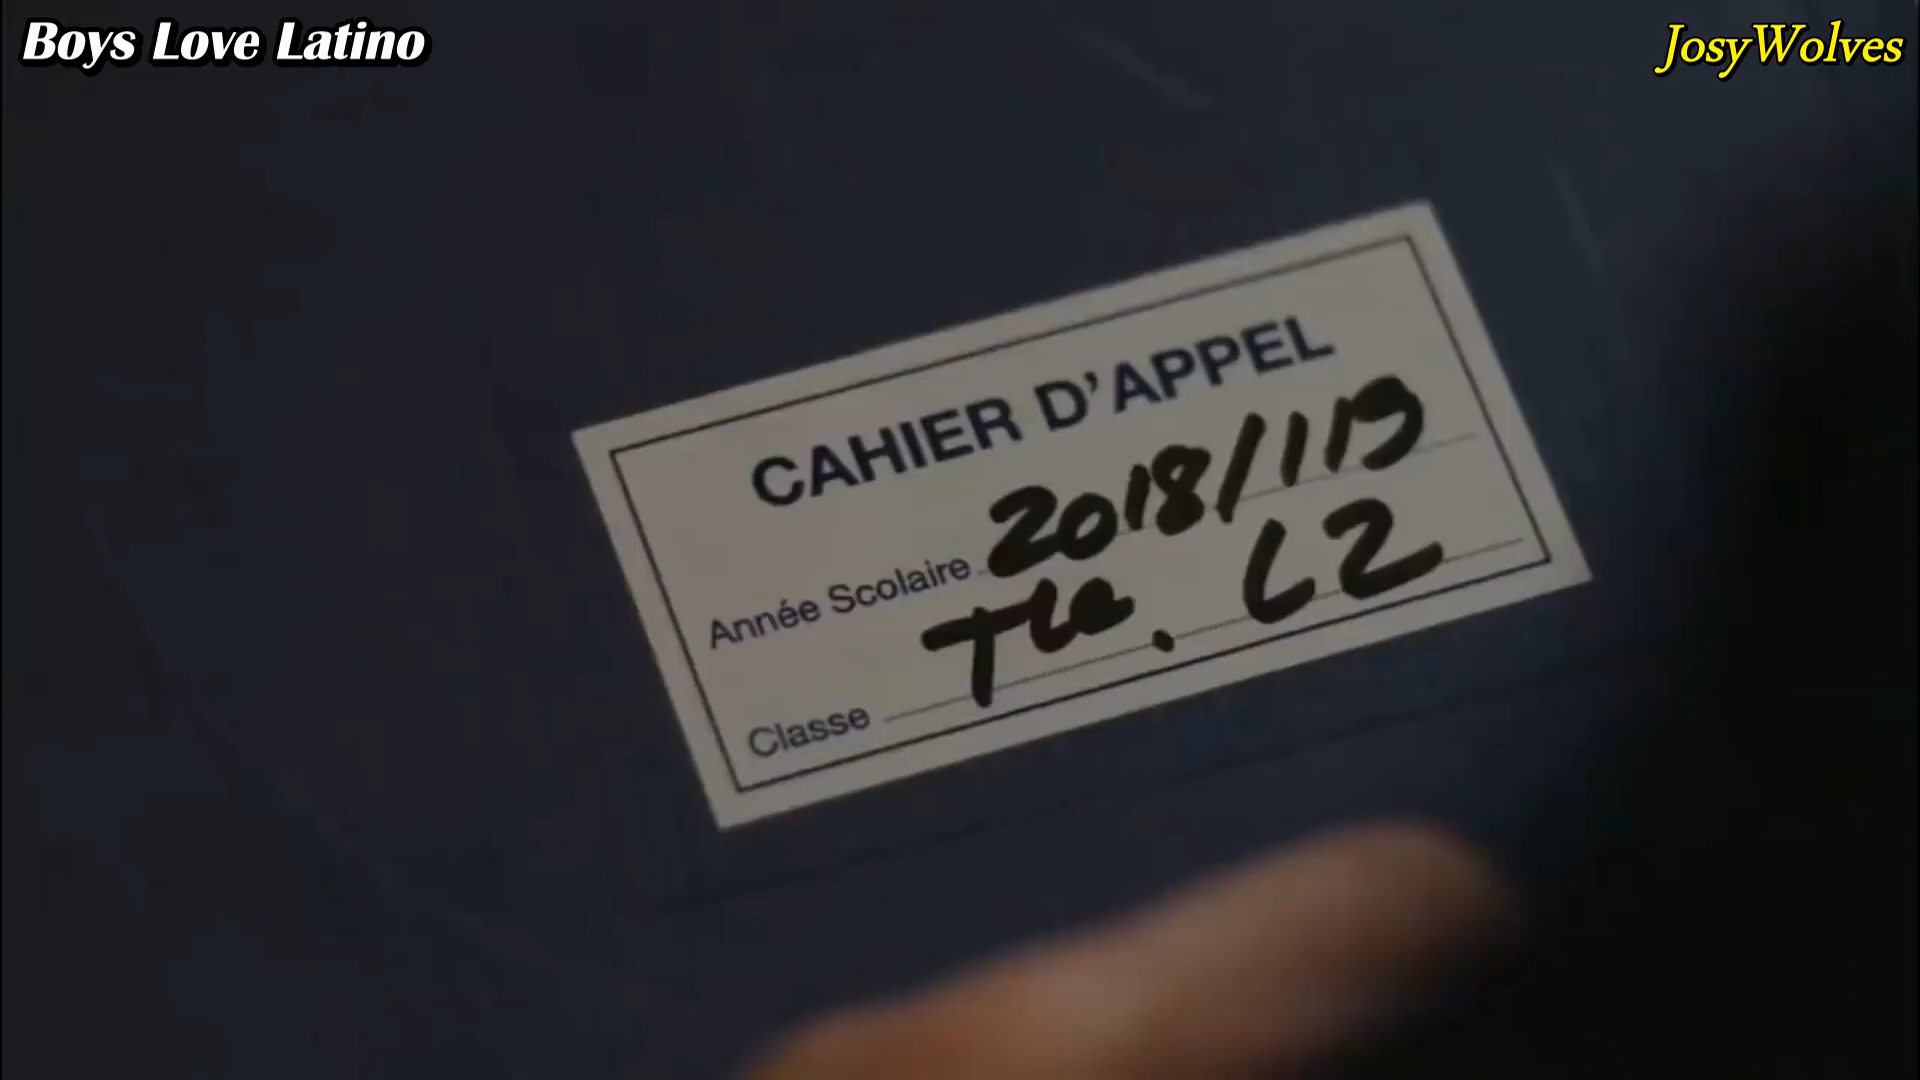 Boys Love Latino
JosyWolves
CAHIER D'APPEL
Année Scolaire 2018/119
Classe Tle. L2